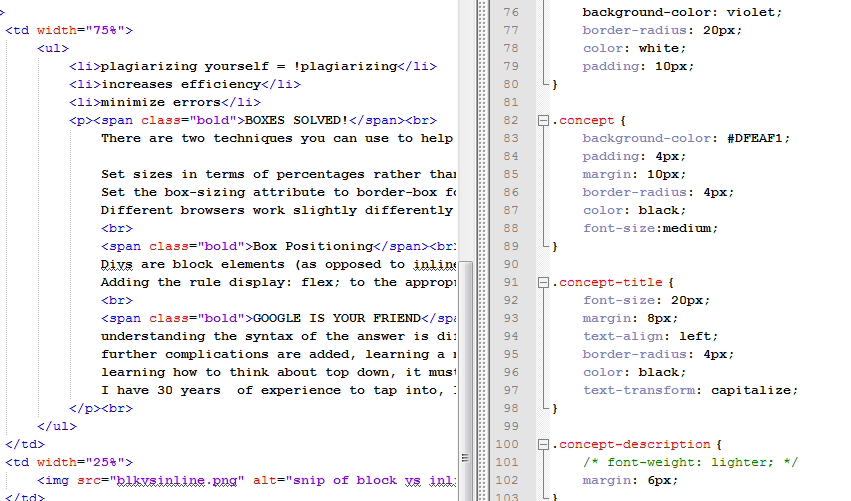 >
<td width="75%">
<ul>
<li>plagiarizing yourself = !plagiarizing</li>
<li>increases efficiency</li>
<li>minimize errors</li>
<p><span class="bold">BOXES SOLVED!</span><br>
There are two techniques you can use to help
Set sizes in terms of percentages rather than
Set the box-sizing attribute to border-box fo
Different browsers work slightly differently
<br>
<span class="bold">Box Positioning</span><br>
Divs are block elements (as opposed to inline
Adding the rule display: flex; to the approp
<br>
<span class="bold">GOOGLE IS YOUR FRIEND</spa
understanding the syntax of the answer is di
further complications are added, learning a
learning how to think about top down, it must
I have 30 years  of experience to tap into,
</p><br>
</ul>
</td>
<td width="25%">
<img src="blkvsinline.png" alt="snip of block vs inl
</td>
76 background-color: violet;
77 border-radius: 20px;
78 color: white;
79 padding: 10px;
80 }
81
82 .concept {
83 background-color: #DFEAF1;
84 padding: 4px;
85 margin: 10px;
86 border-radius: 4px;
87 color: black;
88 font-size:medium;
89 }
90
91 .concept-title {
92 font-size: 20px;
93 margin: 8px;
94 text-align: left;
95 border-radius: 4px;
96 color: black;
97 text-transform: capitalize;
98 }
99
100 .concept-description {
101 /* font-weight: lighter; */
102 margin: 6px;
103 }